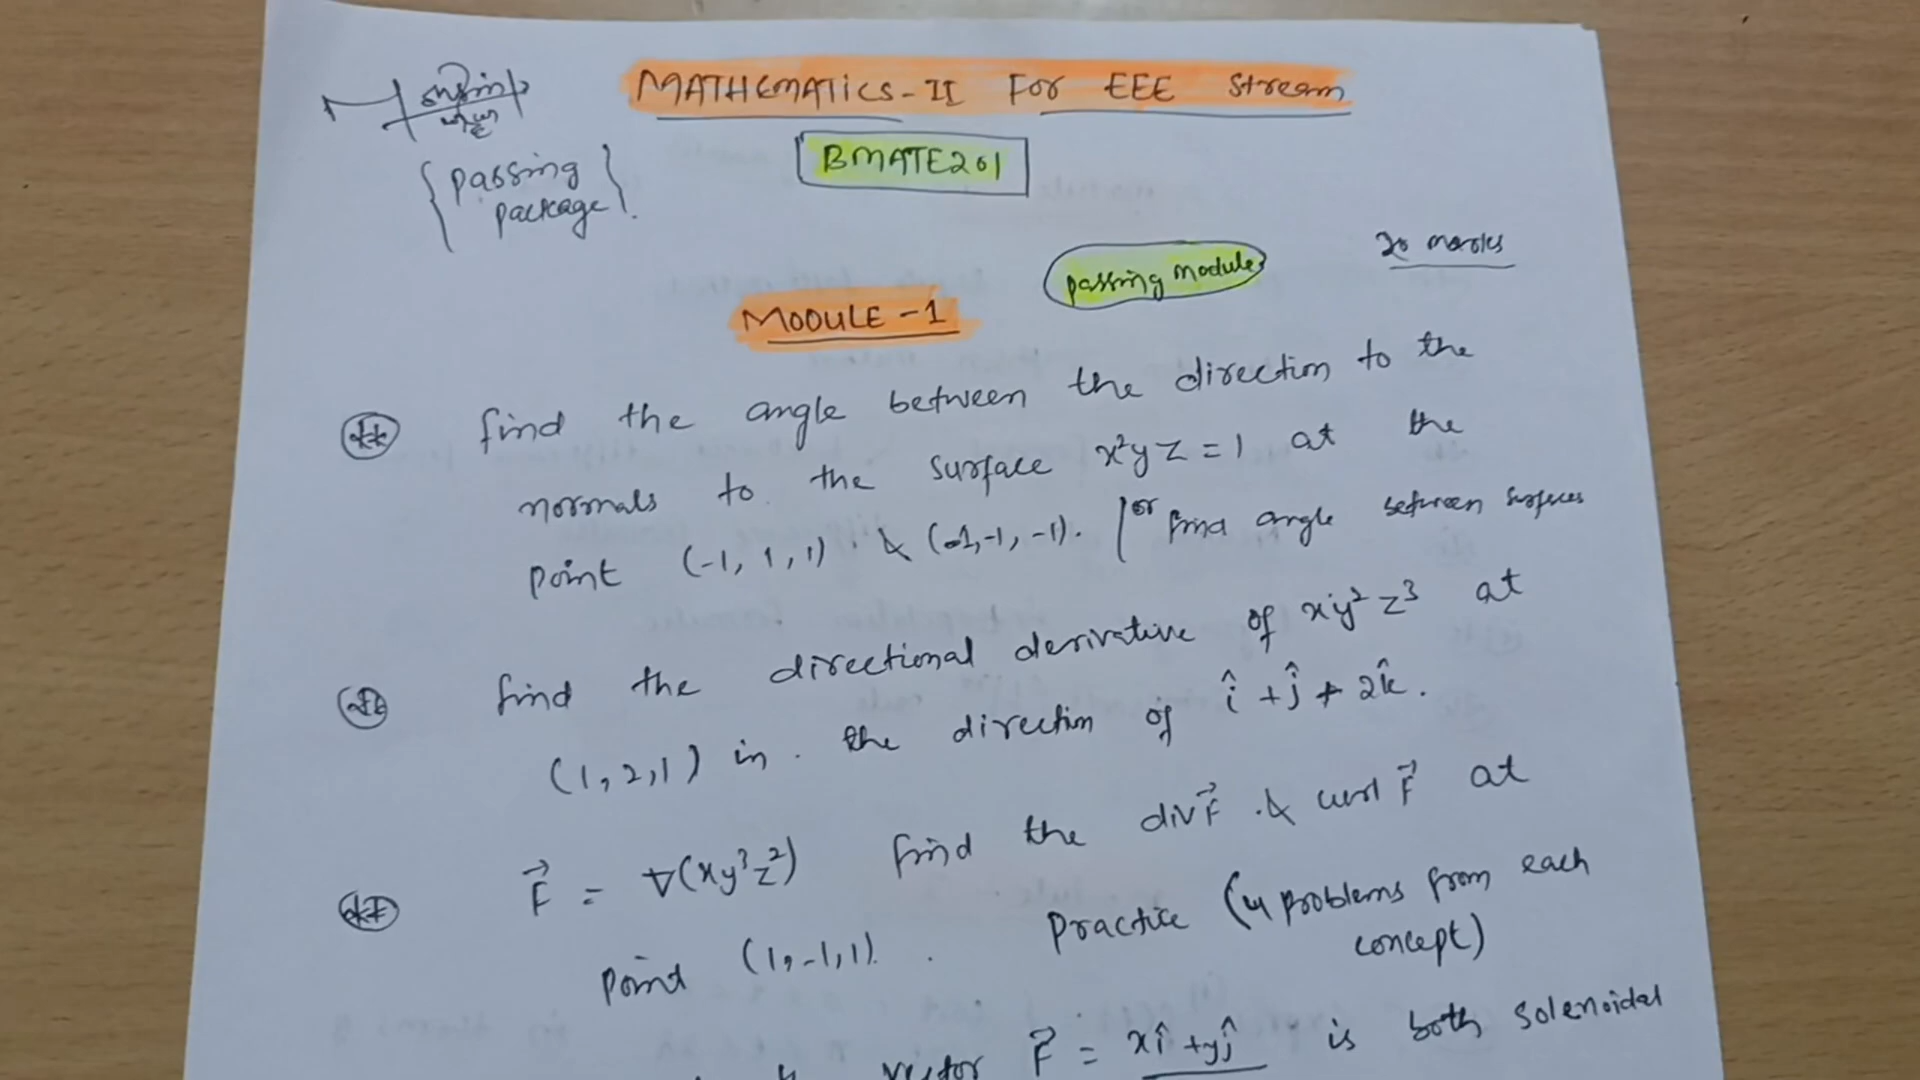 MATHEMATICS-II For EEE Stream
BMATE201
{passing
package}.
passing module
20 marks
MODULE-1
** find the angle between the direction to the
normals to the surface x²yz=1 at the
point (-1, 1, 1) & (-1,-1,-1). | or find angle between surfaces
** find the directional derivative of xy²z³ at
(1,2,1) in the direction of î + ĵ + 2k̂.
** F⃗ = ∇(xy³z²) find the div F⃗ & curl F⃗ at
point (1,-1,1). Practice (4 problems from each
concept)
vector F⃗ = xî+yĵ is both solenoidal